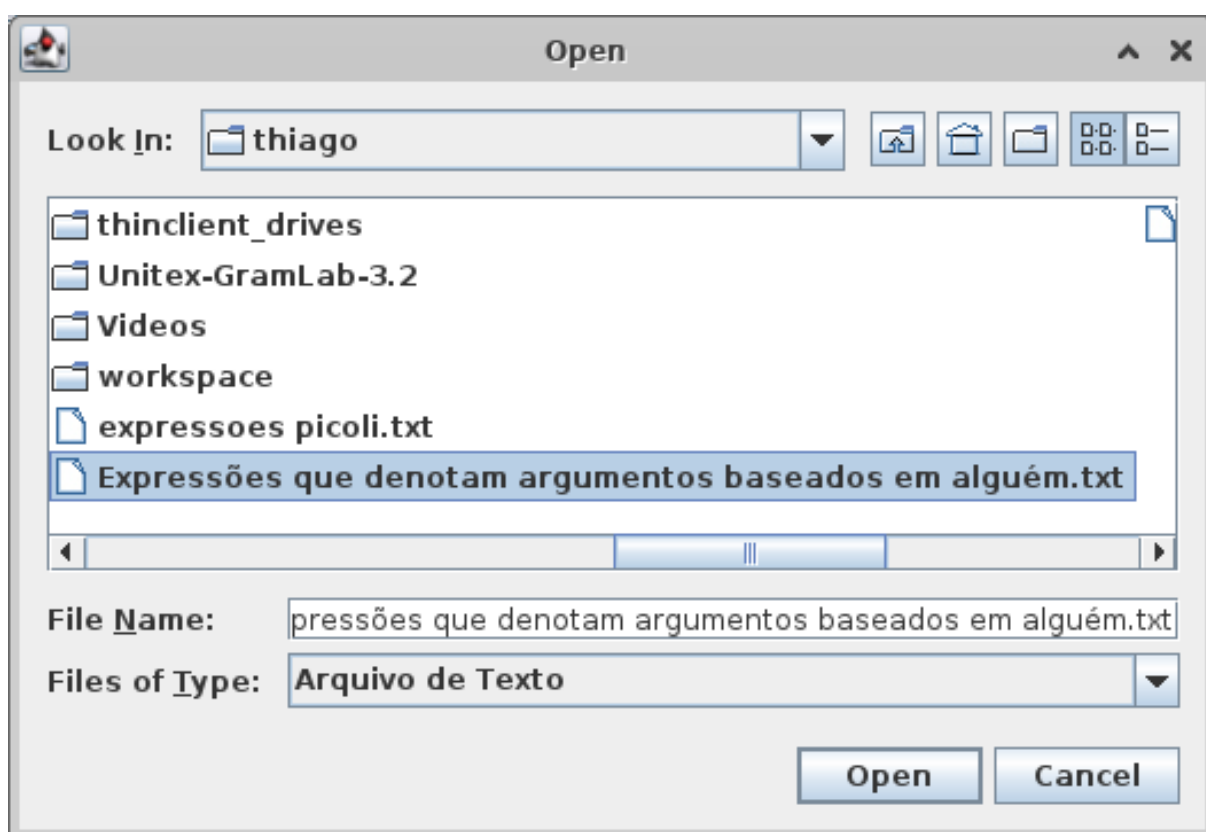 Open
Look In: thiago
thinclient_drives
Unitex-GramLab-3.2
Videos
workspace
expressoes picoli.txt
Expressões que denotam argumentos baseados em alguém.txt
File Name: pressões que denotam argumentos baseados em alguém.txt
Files of Type: Arquivo de Texto
Open Cancel